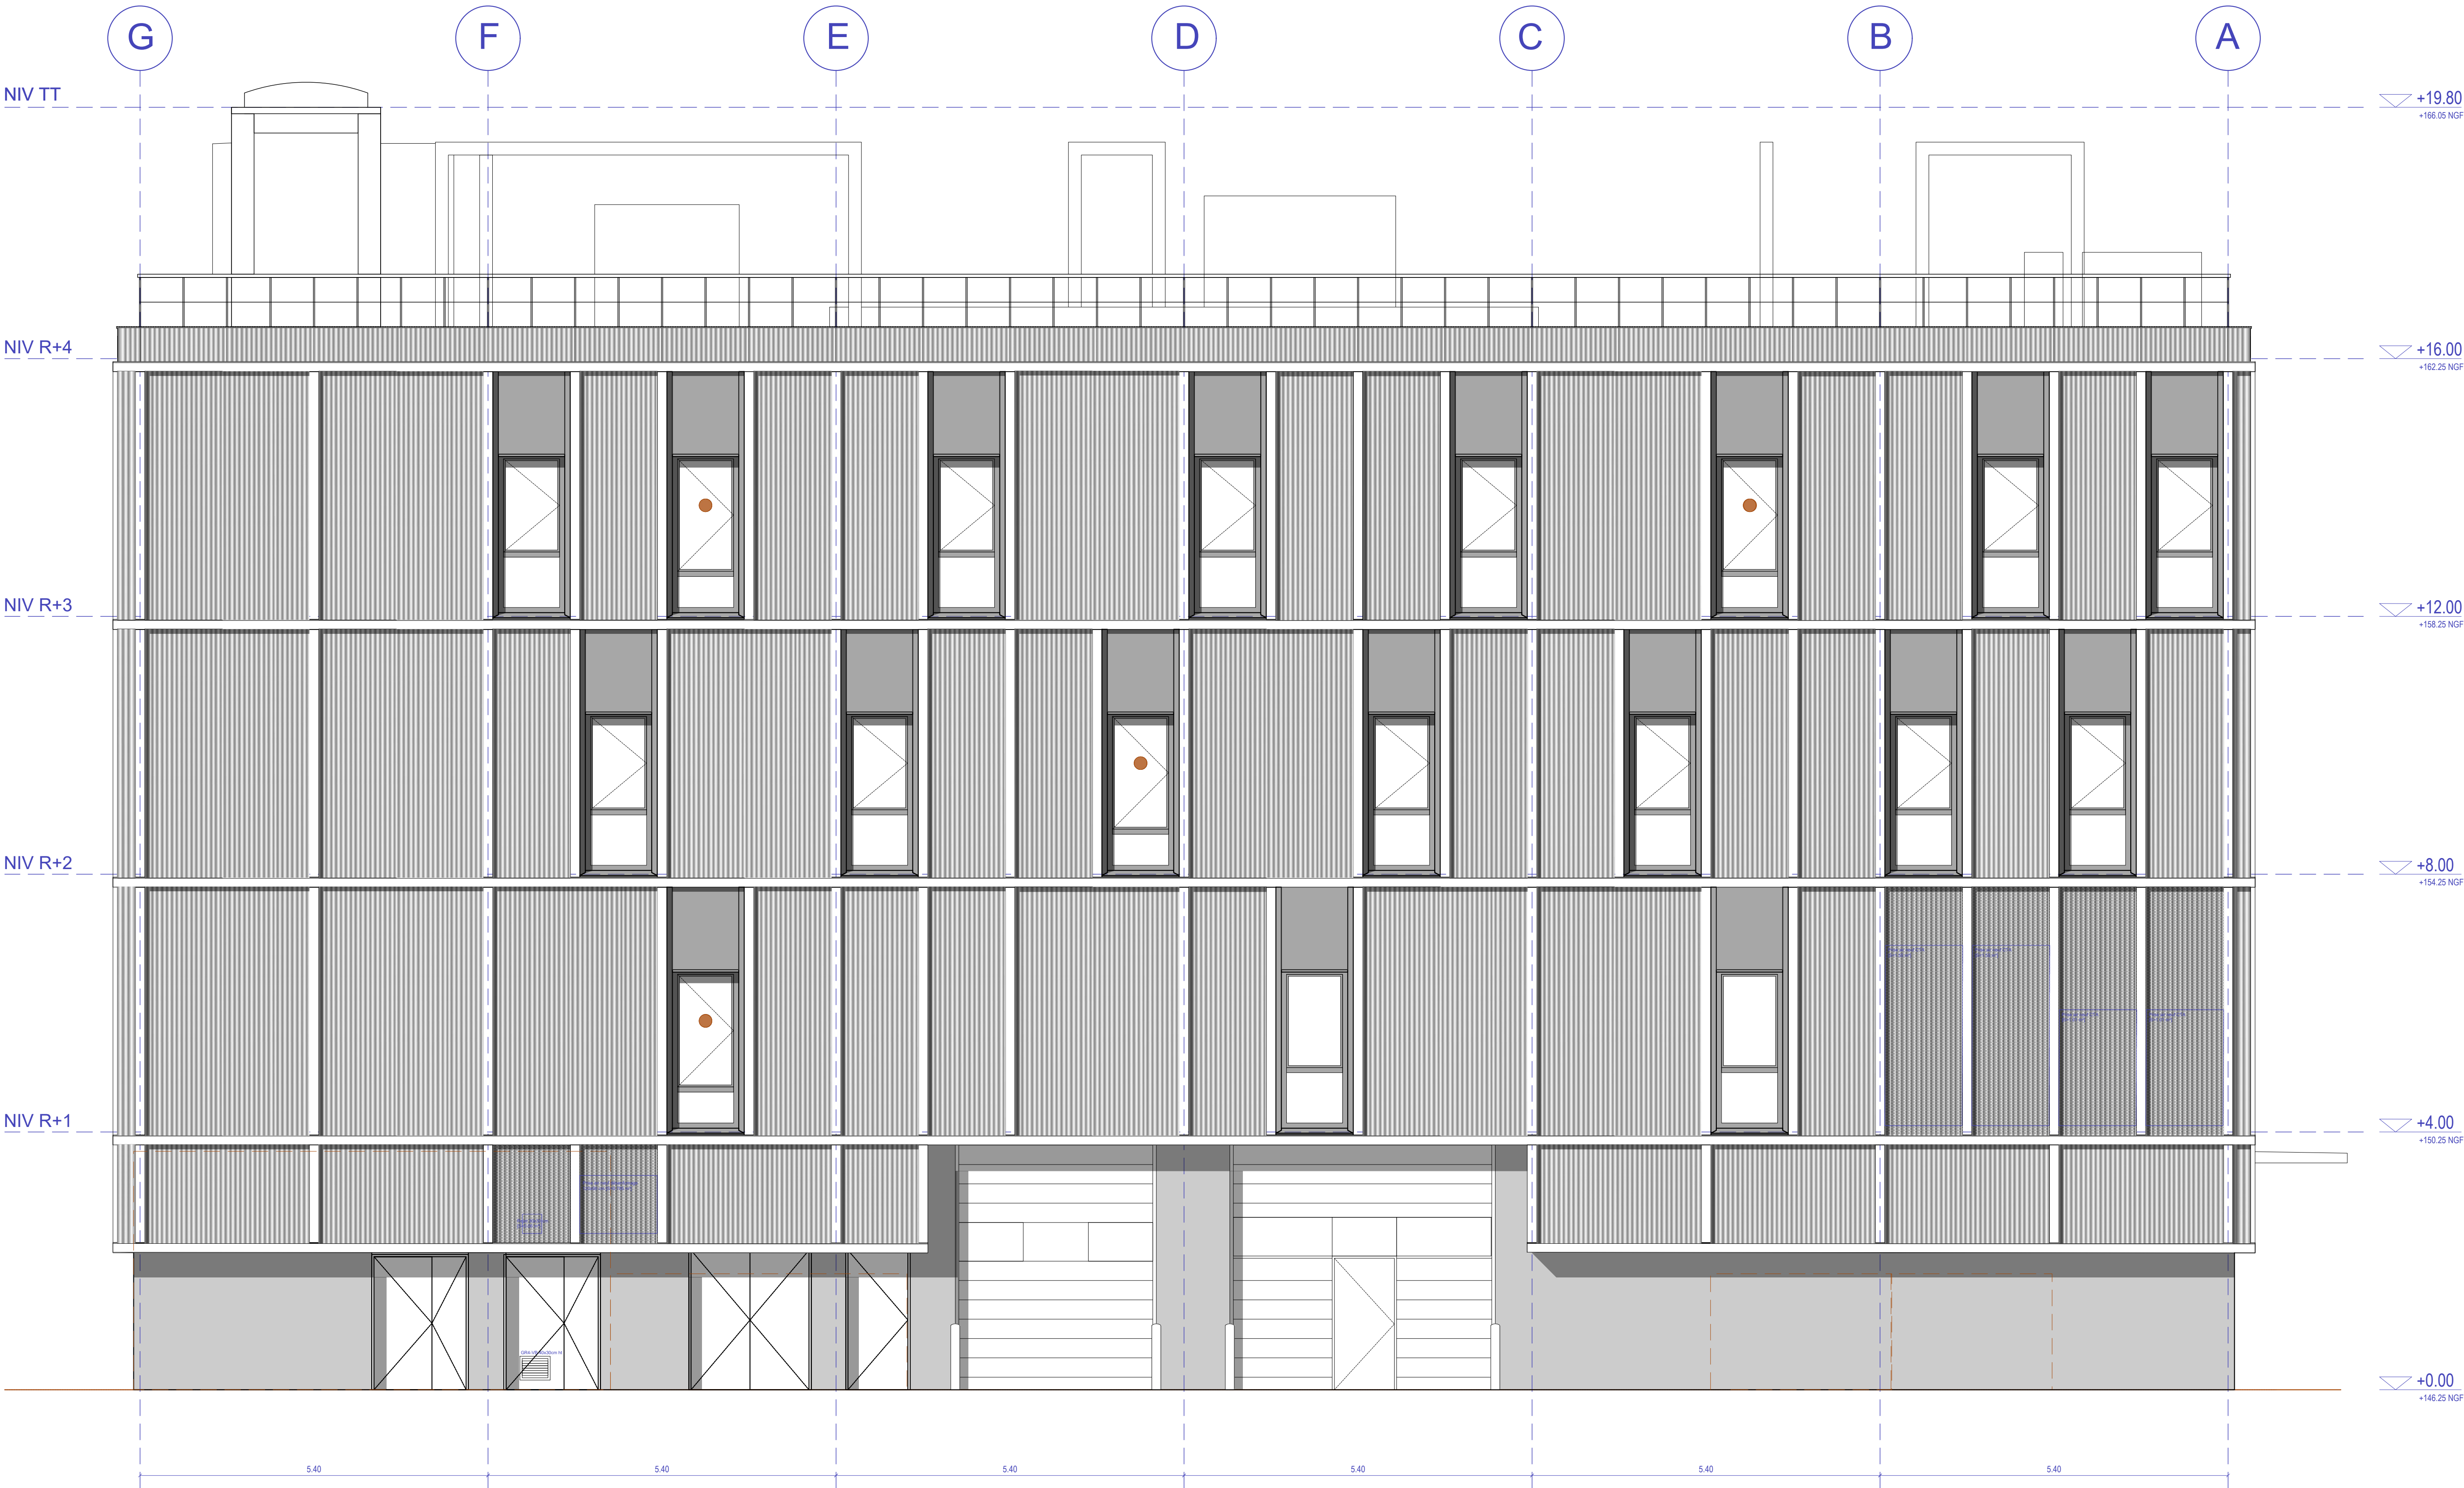 G F E D C B A
NIV TT
+19.80
+166.05 NGF
NIV R+4
+16.00
+162.25 NGF
NIV R+3
+12.00
+158.25 NGF
NIV R+2
+8.00
+154.25 NGF
NIV R+1
+4.00
+150.25 NGF
+0.00
+146.25 NGF
5.40 5.40 5.40 5.40 5.40 5.40